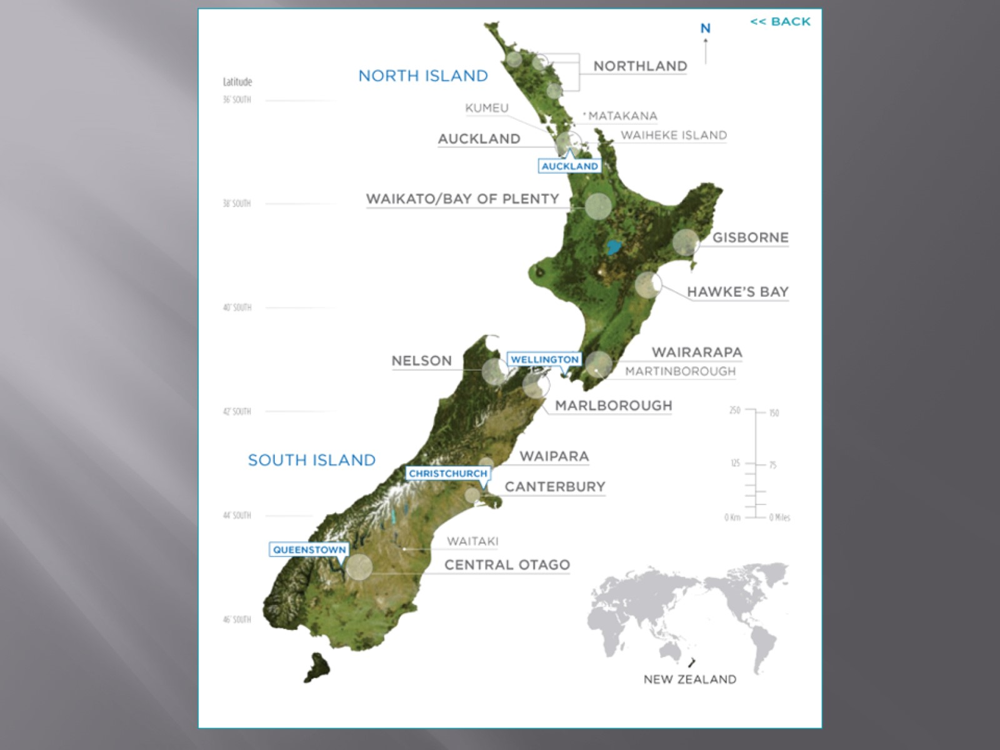 << BACK
N
NORTHLAND
NORTH ISLAND
Latitude
36° SOUTH
KUMEU
*MATAKANA
WAIHEKE ISLAND
AUCKLAND
AUCKLAND
WAIKATO/BAY OF PLENTY
38° SOUTH
GISBORNE
HAWKE'S BAY
40° SOUTH
WAIRARAPA
NELSON
WELLINGTON
MARTINBOROUGH
MARLBOROUGH
42° SOUTH
250 150
WAIPARA
SOUTH ISLAND
125 75
CHRISTCHURCH
CANTERBURY
44° SOUTH
0 Km 0 Miles
WAITAKI
QUEENSTOWN
CENTRAL OTAGO
46° SOUTH
NEW ZEALAND